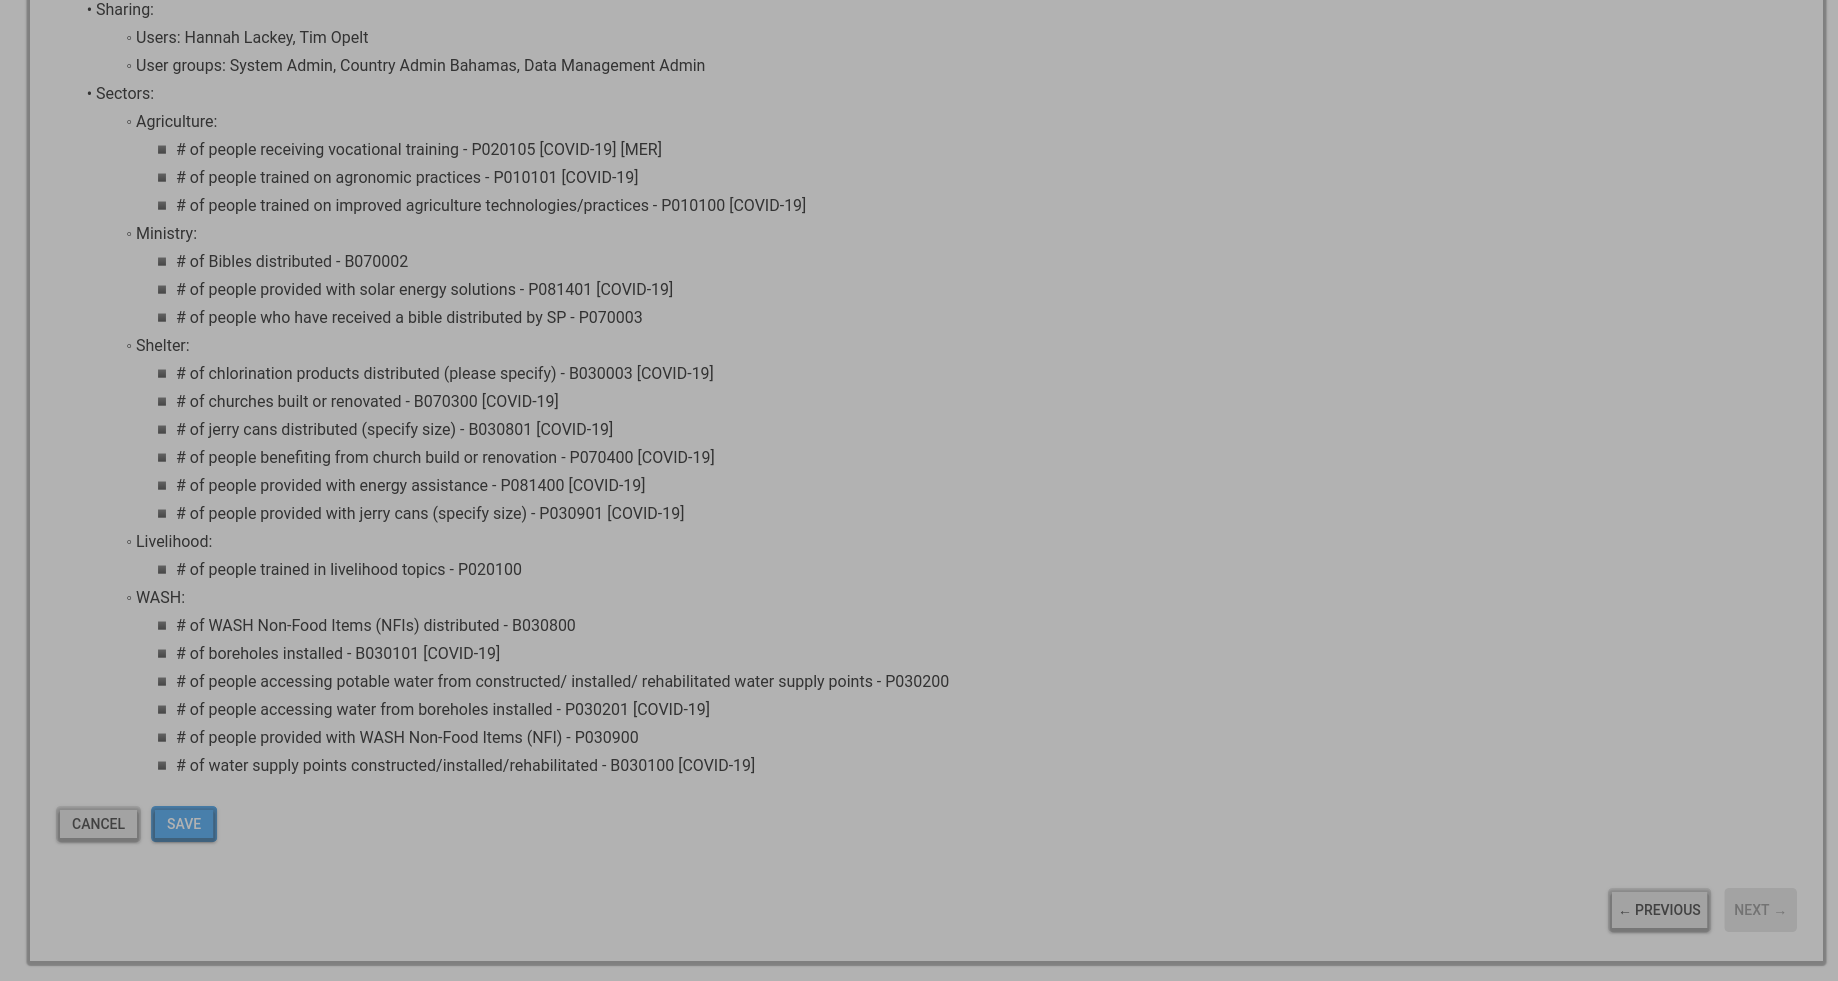 • Sharing:
◦ Users: Hannah Lackey, Tim Opelt
◦ User groups: System Admin, Country Admin Bahamas, Data Management Admin
• Sectors:
◦ Agriculture:
▪ # of people receiving vocational training - P020105 [COVID-19] [MER]
▪ # of people trained on agronomic practices - P010101 [COVID-19]
▪ # of people trained on improved agriculture technologies/practices - P010100 [COVID-19]
◦ Ministry:
▪ # of Bibles distributed - B070002
▪ # of people provided with solar energy solutions - P081401 [COVID-19]
▪ # of people who have received a bible distributed by SP - P070003
◦ Shelter:
▪ # of chlorination products distributed (please specify) - B030003 [COVID-19]
▪ # of churches built or renovated - B070300 [COVID-19]
▪ # of jerry cans distributed (specify size) - B030801 [COVID-19]
▪ # of people benefiting from church build or renovation - P070400 [COVID-19]
▪ # of people provided with energy assistance - P081400 [COVID-19]
▪ # of people provided with jerry cans (specify size) - P030901 [COVID-19]
◦ Livelihood:
▪ # of people trained in livelihood topics - P020100
◦ WASH:
▪ # of WASH Non-Food Items (NFIs) distributed - B030800
▪ # of boreholes installed - B030101 [COVID-19]
▪ # of people accessing potable water from constructed/ installed/ rehabilitated water supply points - P030200
▪ # of people accessing water from boreholes installed - P030201 [COVID-19]
▪ # of people provided with WASH Non-Food Items (NFI) - P030900
▪ # of water supply points constructed/installed/rehabilitated - B030100 [COVID-19]
CANCEL SAVE
← PREVIOUS NEXT →